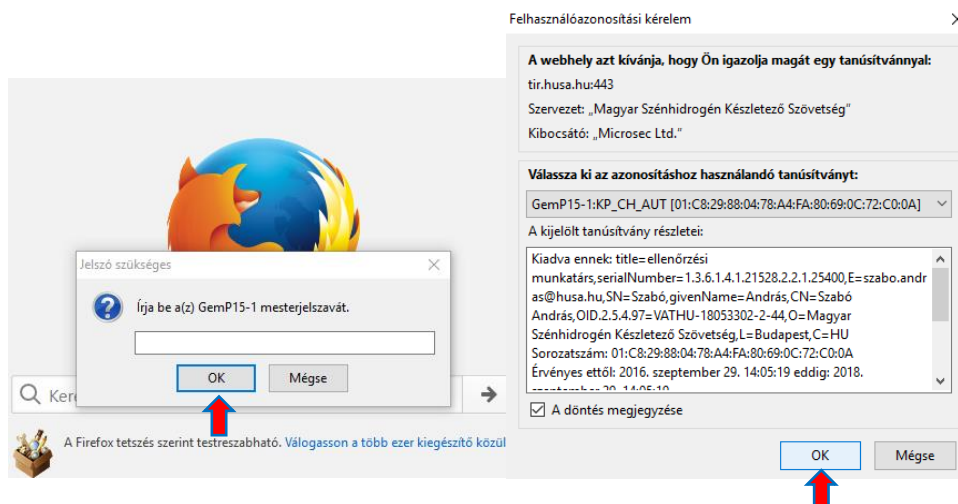 Felhasználóazonosítási kérelem
A webhely azt kívánja, hogy Ön igazolja magát egy tanúsítvánnyal:
tir.husa.hu:443
Szervezet: „Magyar Szénhidrogén Készletező Szövetség"
Kibocsátó: „Microsec Ltd."
Válassza ki az azonosításhoz használandó tanúsítványt:
GemP15-1:KP_CH_AUT [01:C8:29:88:04:78:A4:FA:80:69:0C:72:C0:0A]
A kijelölt tanúsítvány részletei:
Kiadva ennek: title=ellenőrzési
munkatárs,serialNumber=1.3.6.1.4.1.21528.2.2.1.25400,E=szabo.andr
as@husa.hu,SN=Szabó,givenName=András,CN=Szabó
András,OID.2.5.4.97=VATHU-18053302-2-44,O=Magyar
Szénhidrogén Készletező Szövetség,L=Budapest,C=HU
Sorozatszám: 01:C8:29:88:04:78:A4:FA:80:69:0C:72:C0:0A
Érvényes ettől: 2016. szeptember 29. 14:05:19 eddig: 2018.
szeptember 29. 14:05:19
A döntés megjegyzése
OK Mégse
Jelszó szükséges
Írja be a(z) GemP15-1 mesterjelszavát.
OK Mégse
Kere
A Firefox tetszés szerint testreszabható. Válogasson a több ezer kiegészítő közül